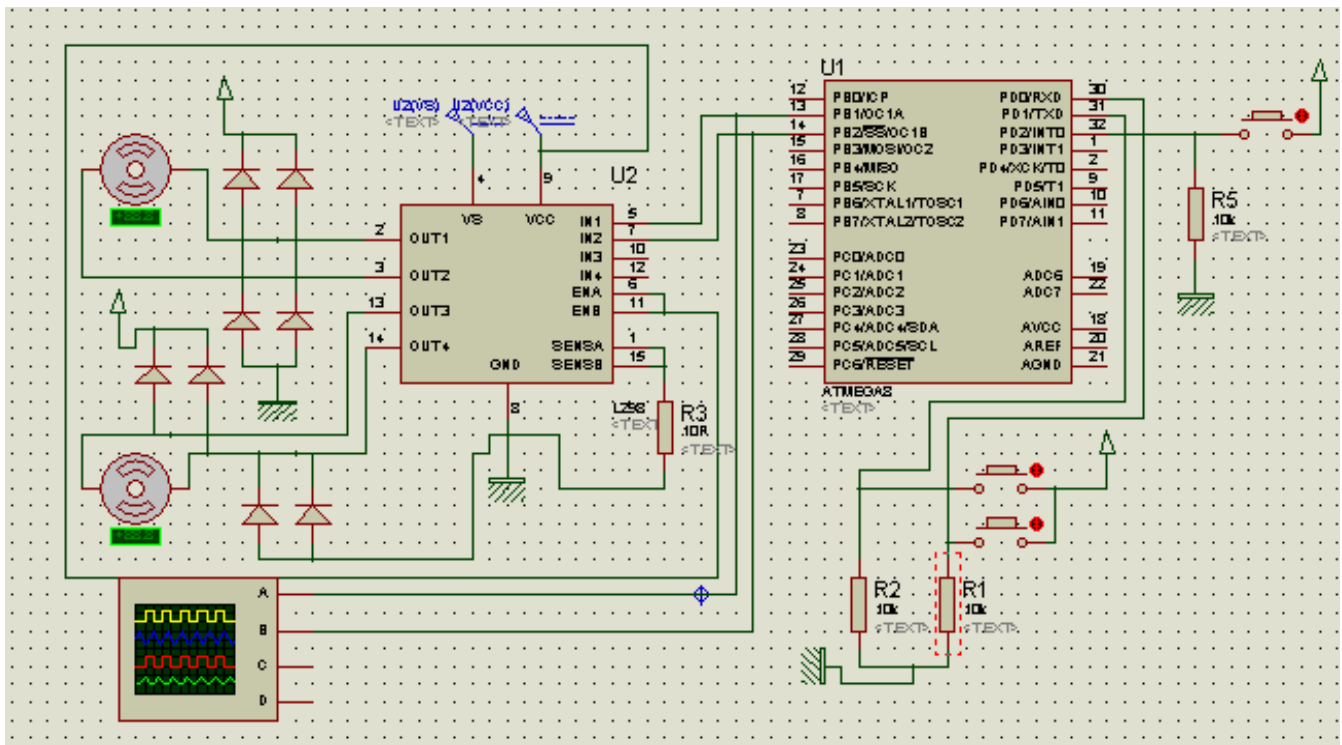 U2(VS)
U2(VCC)
<TEXT>
<TEXT>
U2
4
9
VS
VCC
2
OUT1
3
OUT2
13
OUT3
14
OUT4
IN1
5
IN2
7
IN3
10
IN4
12
ENA
6
ENB
11
SENSA
1
SENSB
15
GND
8
L298
<TEXT>
R3
10R
<TEXT>
U1
12
PB0/ICP
13
PB1/OC1A
14
PB2/SS/OC1B
15
PB3/MOSI/OC2
16
PB4/MISO
17
PB5/SCK
7
PB6/XTAL1/TOSC1
8
PB7/XTAL2/TOSC2
23
PC0/ADC0
24
PC1/ADC1
25
PC2/ADC2
26
PC3/ADC3
27
PC4/ADC4/SDA
28
PC5/ADC5/SCL
29
PC6/RESET
PD0/RXD
30
PD1/TXD
31
PD2/INT0
32
PD3/INT1
1
PD4/XCK/T0
2
PD5/T1
9
PD6/AIN0
10
PD7/AIN1
11
ADC6
19
ADC7
22
AVCC
18
AREF
20
AGND
21
ATMEGA8
<TEXT>
R5
10k
<TEXT>
R2
10k
<TEXT>
R1
10k
<TEXT>
A
B
C
D